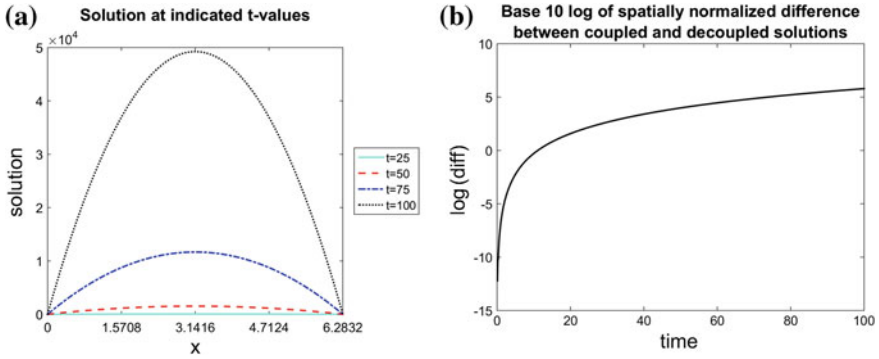 (a)
Solution at indicated t-values
×10⁴
5
4
3
2
1
0
solution
0 1.5708 3.1416 4.7124 6.2832
x
t=25
t=50
t=75
t=100
(b)
Base 10 log of spatially normalized difference
between coupled and decoupled solutions
10
5
0
-5
-10
-15
log(diff)
0 20 40 60 80 100
time